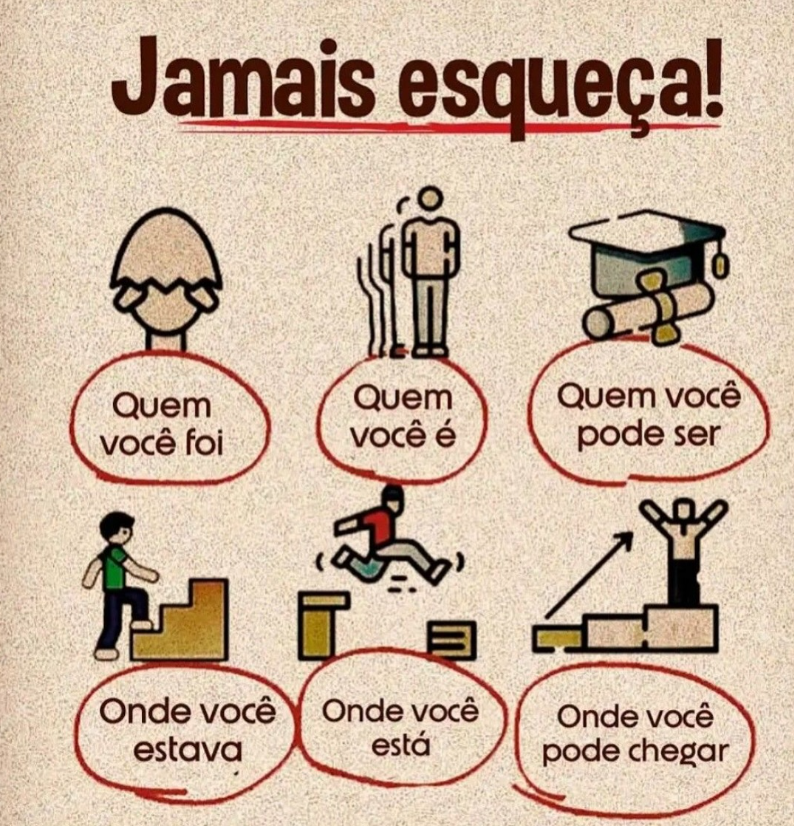 Jamais esqueça!
Quem
você foi
Quem
você é
Quem você
pode ser
Onde você
estava
Onde você
está
Onde você
pode chegar